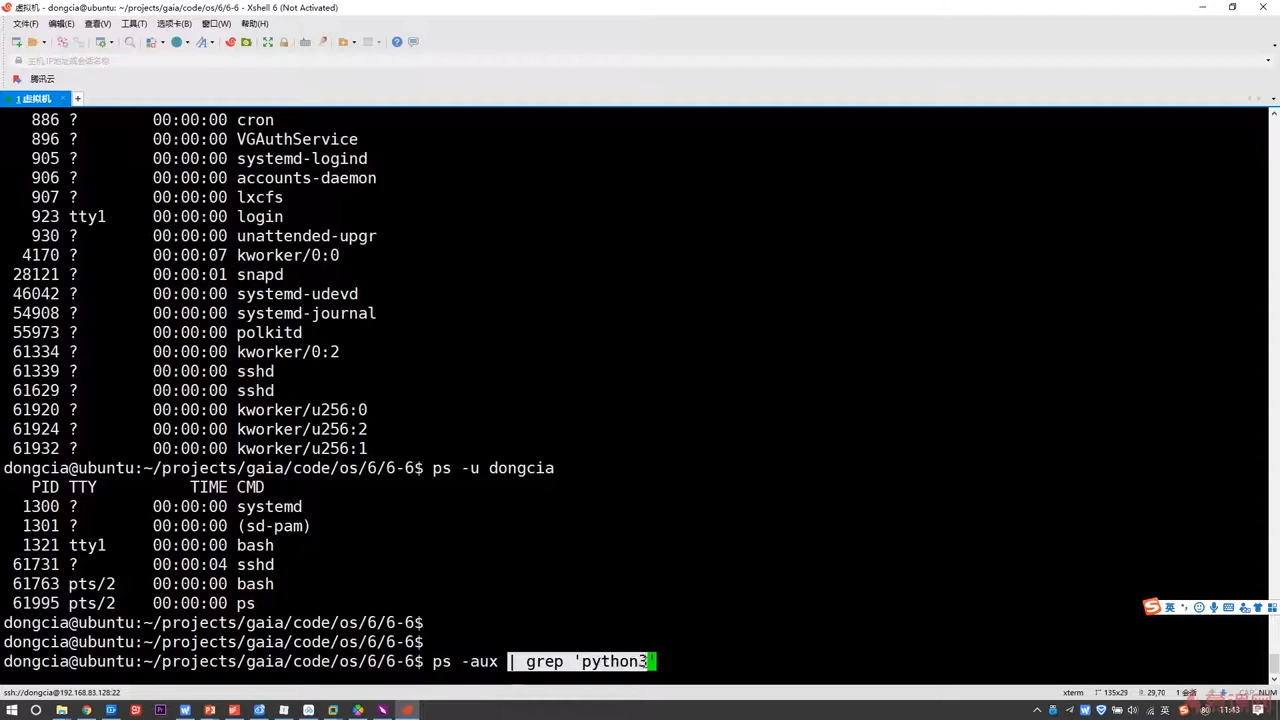 虚拟机 - dongcia@ubuntu: ~/projects/gaia/code/os/6/6-6 - Xshell 6 (Not Activated)
文件(F) 编辑(E) 查看(V) 工具(T) 选项卡(B) 窗口(W) 帮助(H)
主机,IP地址或会话名称
腾讯云
1 虚拟机
886 ? 00:00:00 cron
896 ? 00:00:00 VGAuthService
905 ? 00:00:00 systemd-logind
906 ? 00:00:00 accounts-daemon
907 ? 00:00:00 lxcfs
923 tty1 00:00:00 login
930 ? 00:00:00 unattended-upgr
4170 ? 00:00:07 kworker/0:0
28121 ? 00:00:01 snapd
46042 ? 00:00:00 systemd-udevd
54908 ? 00:00:00 systemd-journal
55973 ? 00:00:00 polkitd
61334 ? 00:00:00 kworker/0:2
61339 ? 00:00:00 sshd
61629 ? 00:00:00 sshd
61920 ? 00:00:00 kworker/u256:0
61924 ? 00:00:00 kworker/u256:2
61932 ? 00:00:00 kworker/u256:1
dongcia@ubuntu:~/projects/gaia/code/os/6/6-6$ ps -u dongcia
PID TTY TIME CMD
1300 ? 00:00:00 systemd
1301 ? 00:00:00 (sd-pam)
1321 tty1 00:00:00 bash
61731 ? 00:00:04 sshd
61763 pts/2 00:00:00 bash
61995 pts/2 00:00:00 ps
dongcia@ubuntu:~/projects/gaia/code/os/6/6-6$
dongcia@ubuntu:~/projects/gaia/code/os/6/6-6$
dongcia@ubuntu:~/projects/gaia/code/os/6/6-6$ ps -aux | grep 'python3'
英
ssh://dongcia@192.168.83.128:22 xterm 135x29 29,70 1 会话 CAP NUM
英 80 11:43